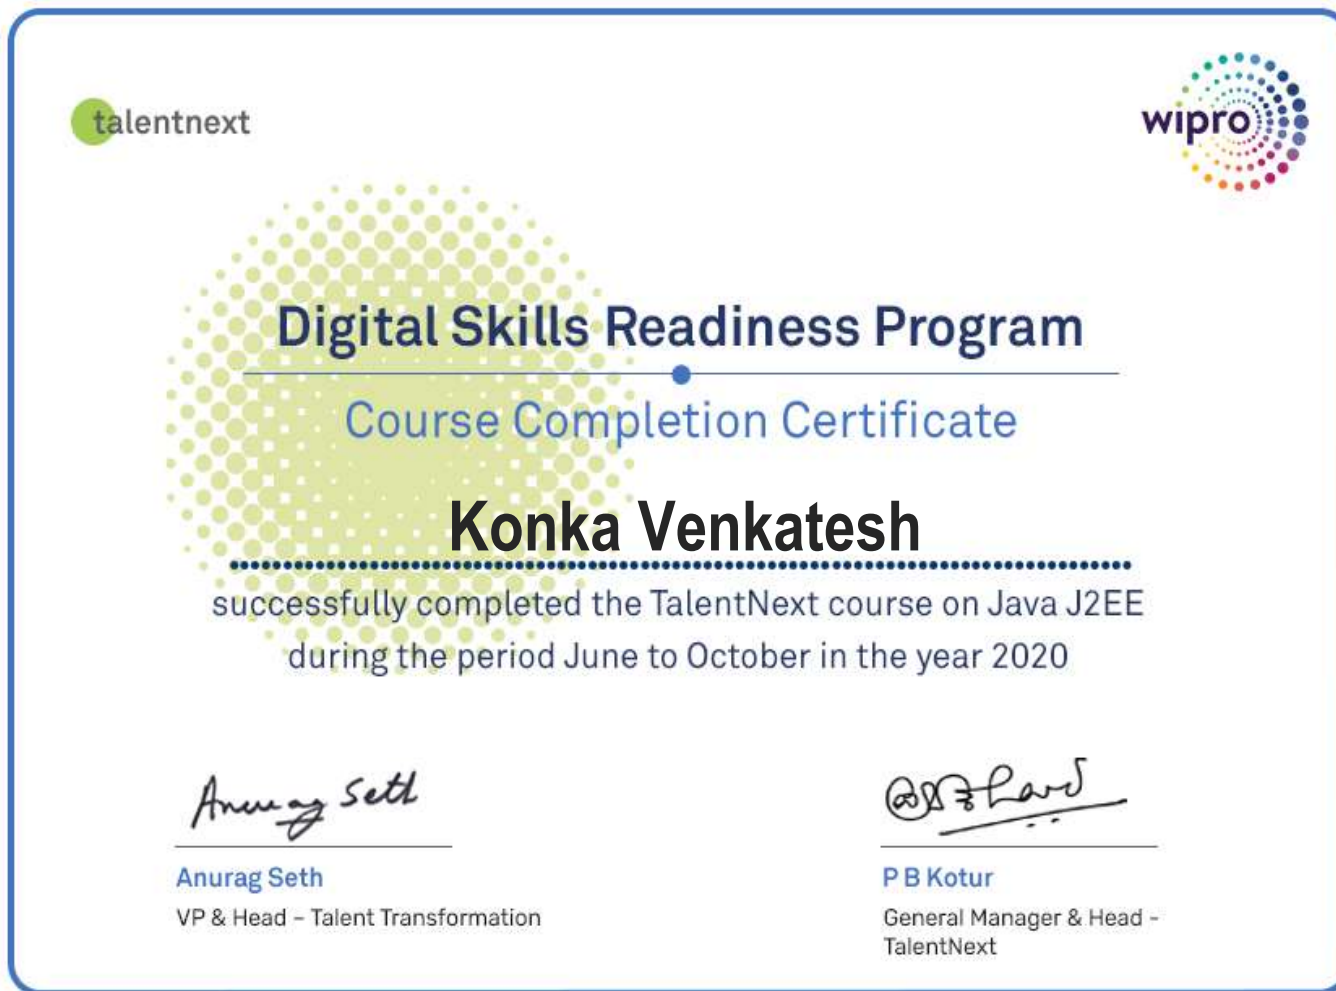 talentnext
wipro
Digital Skills Readiness Program
Course Completion Certificate
Konka Venkatesh
successfully completed the TalentNext course on Java J2EE
during the period June to October in the year 2020
Anurag Seth
Anurag Seth
VP & Head – Talent Transformation
P B Kotur
General Manager & Head –
TalentNext